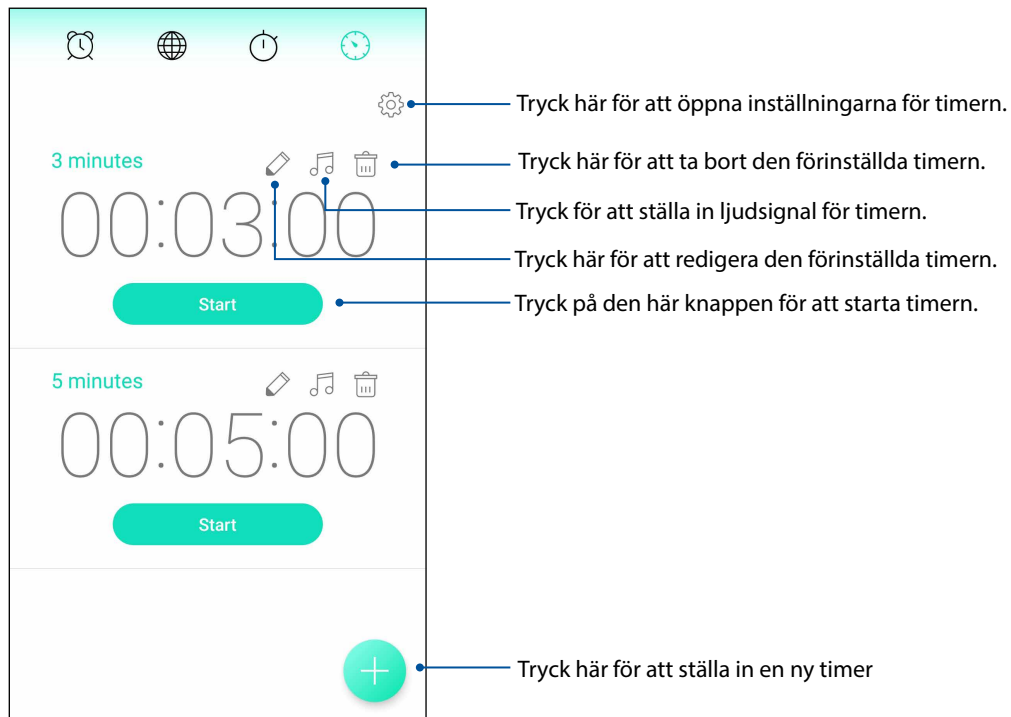 Tryck här för att öppna inställningarna för timern.
3 minutes
Tryck här för att ta bort den förinställda timern.
00:03:00
Tryck för att ställa in ljudsignal för timern.
Tryck här för att redigera den förinställda timern.
Start
Tryck på den här knappen för att starta timern.
5 minutes
00:05:00
Start
Tryck här för att ställa in en ny timer